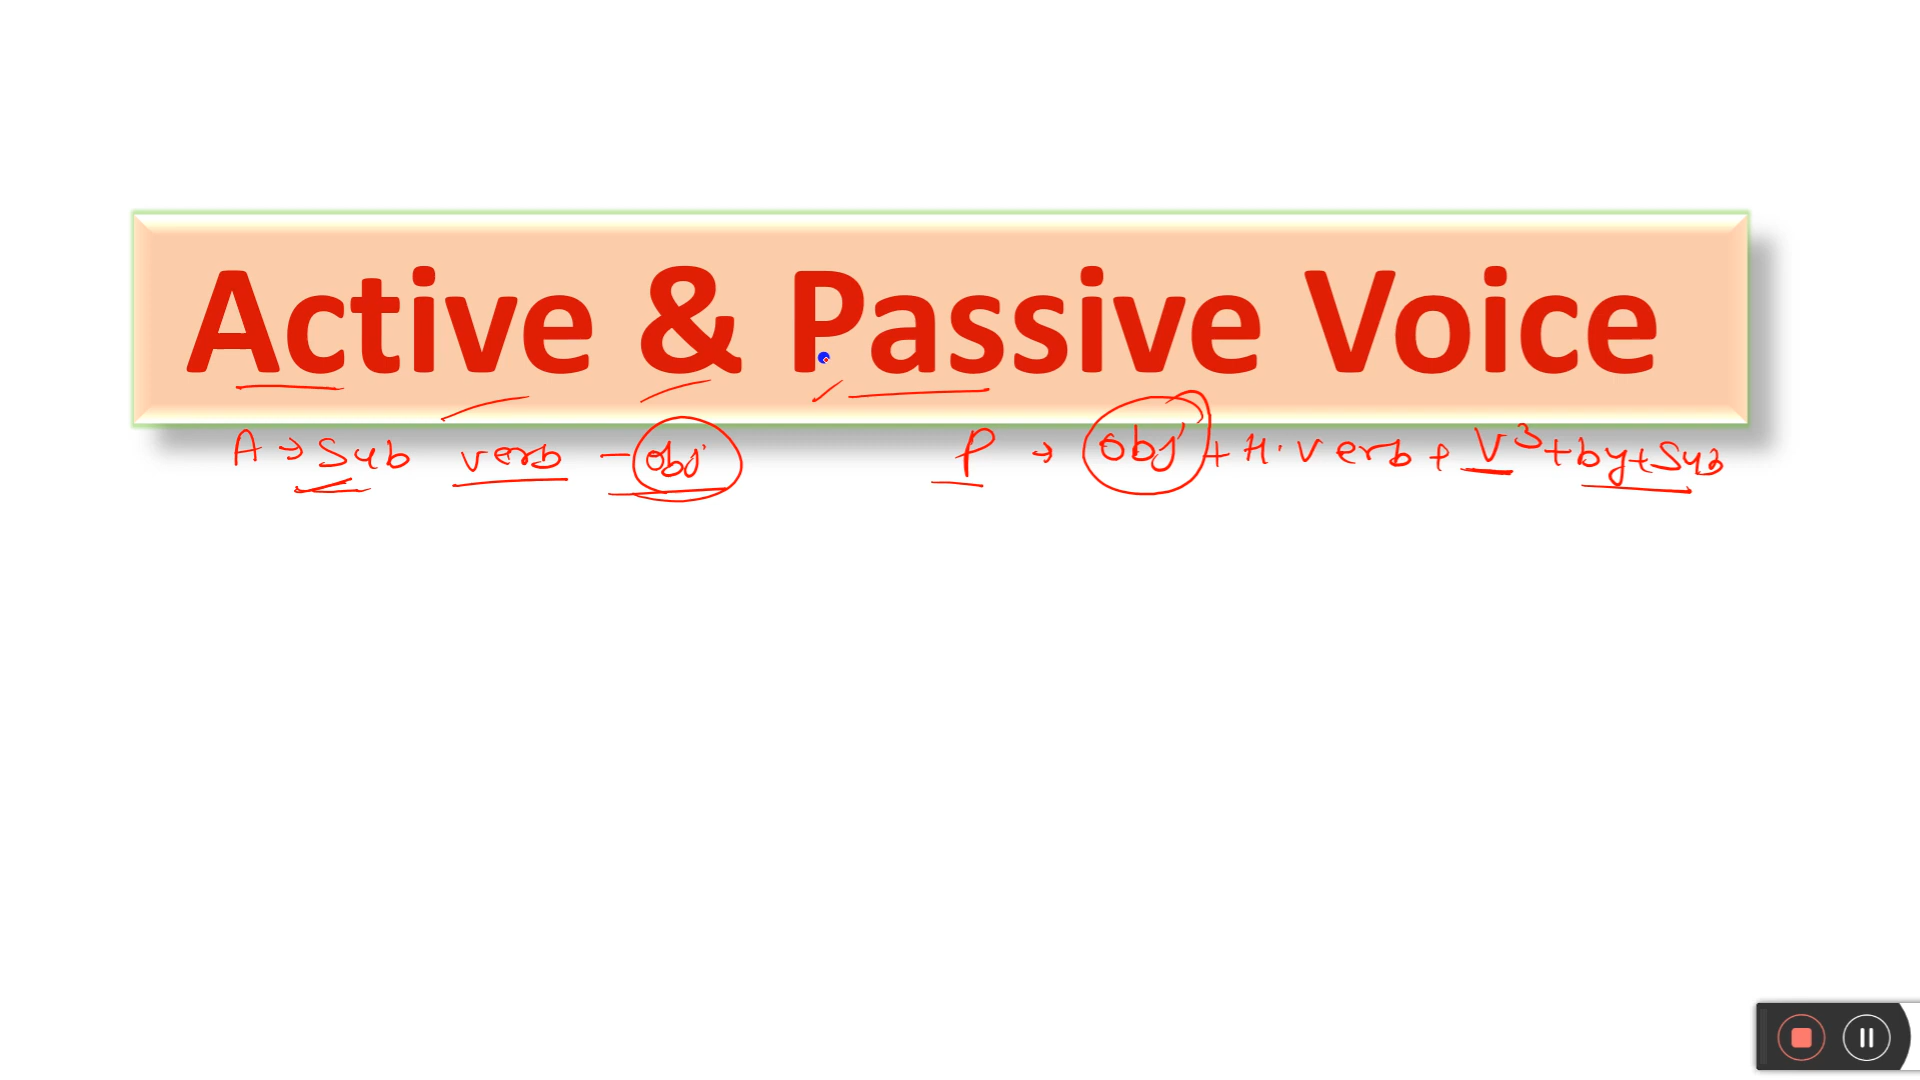 Active & Passive Voice
A → Sub verb - obj P → obj + H. verb + V³ + by + Sub